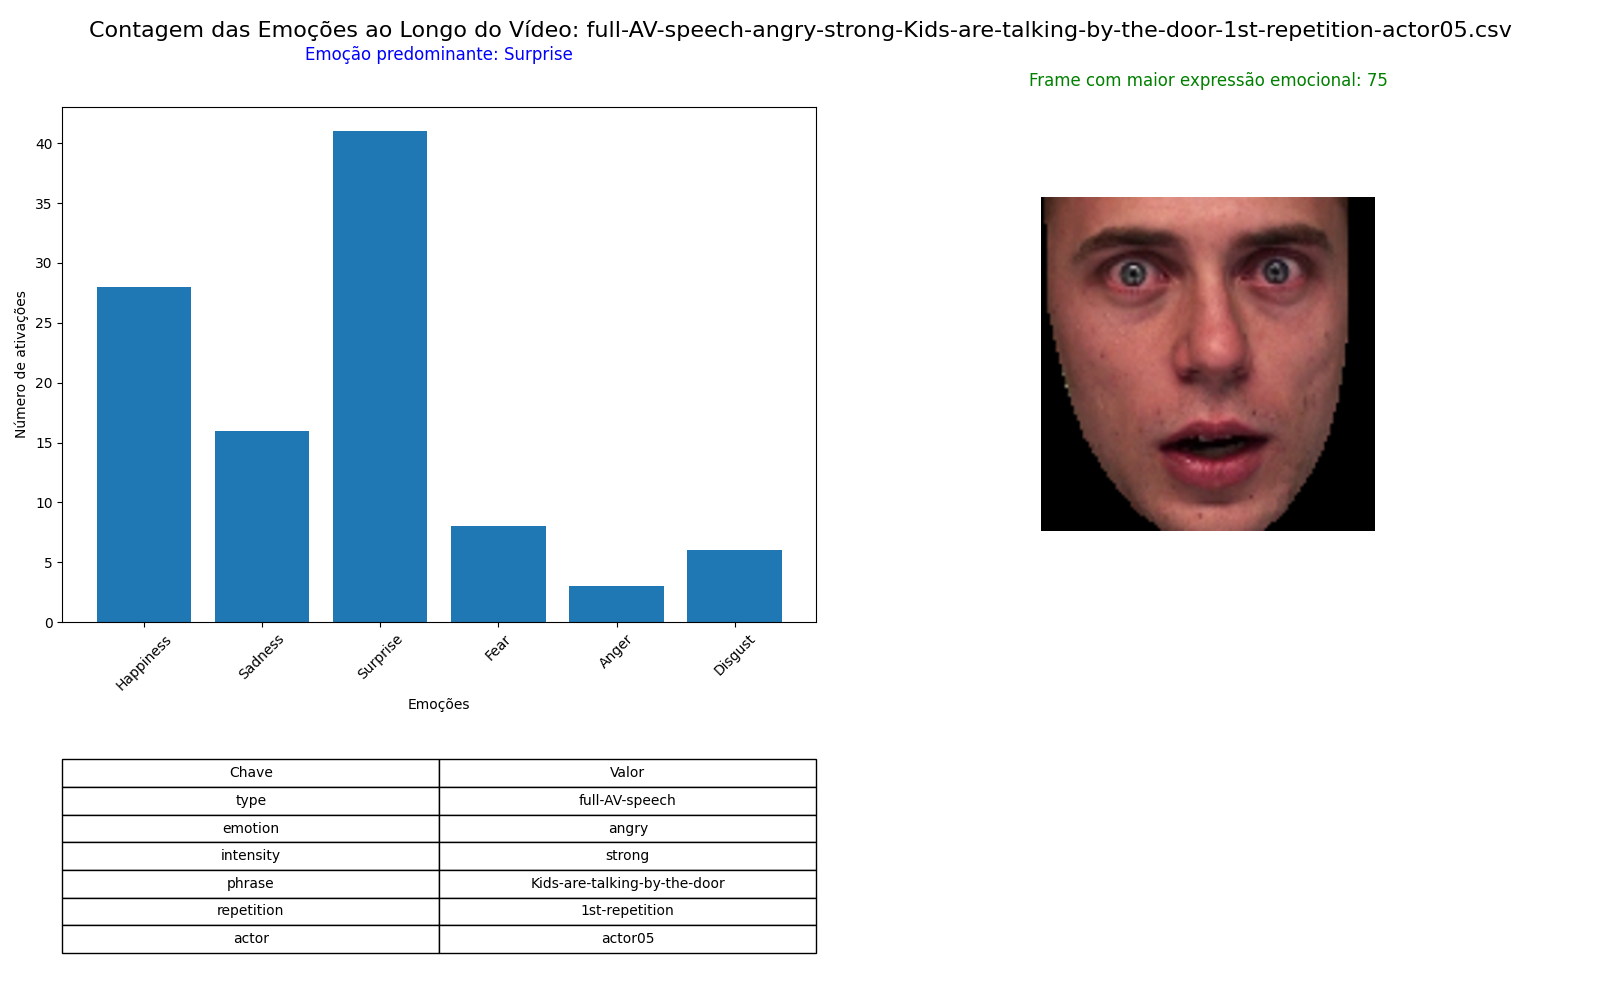 Contagem das Emoções ao Longo do Vídeo: full-AV-speech-angry-strong-Kids-are-talking-by-the-door-1st-repetition-actor05.csv
Emoção predominante: Surprise
Frame com maior expressão emocional: 75
Número de ativações
40
35
30
25
20
15
10
5
0
Happiness
Sadness
Surprise
Fear
Anger
Disgust
Emoções
Chave Valor
type full-AV-speech
emotion angry
intensity strong
phrase Kids-are-talking-by-the-door
repetition 1st-repetition
actor actor05